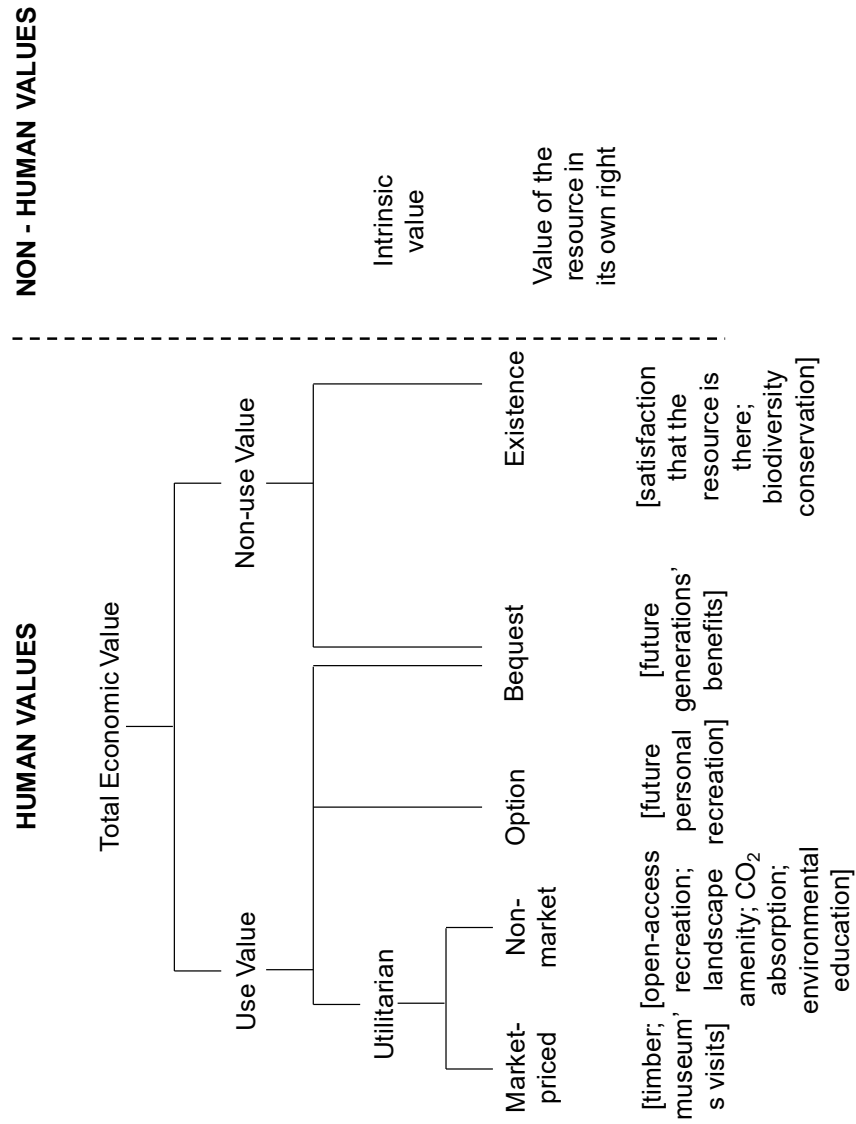 HUMAN VALUES
NON - HUMAN VALUES
Total Economic Value
Use Value
Non-use Value
Utilitarian
Intrinsic
value
Market-
priced
Non-
market
Option
Bequest
Existence
[timber;
museum’
s visits]
[open-access
recreation;
landscape
amenity; CO₂
absorption;
environmental
education]
[future
personal
recreation]
[future
generations’
benefits]
[satisfaction
that the
resource is
there;
biodiversity
conservation]
Value of the
resource in
its own right